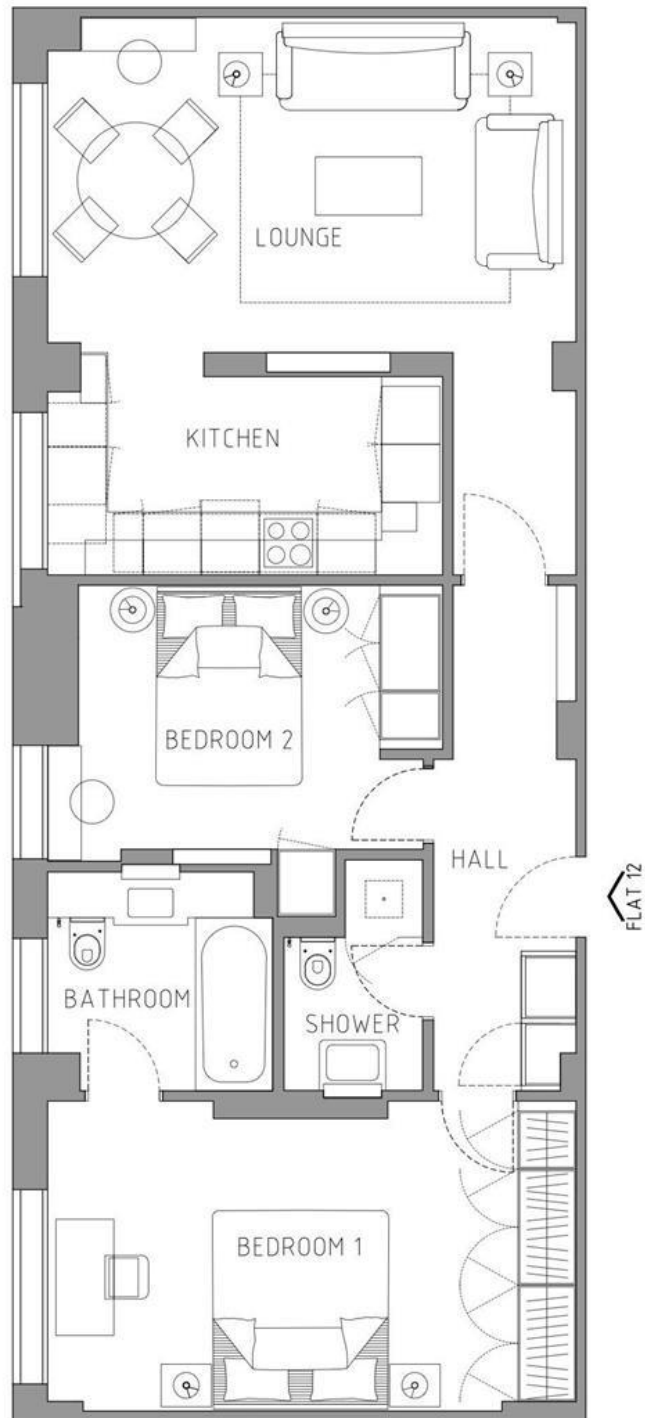 LOUNGE
KITCHEN
BEDROOM 2
HALL
FLAT 12
BATHROOM
SHOWER
BEDROOM 1